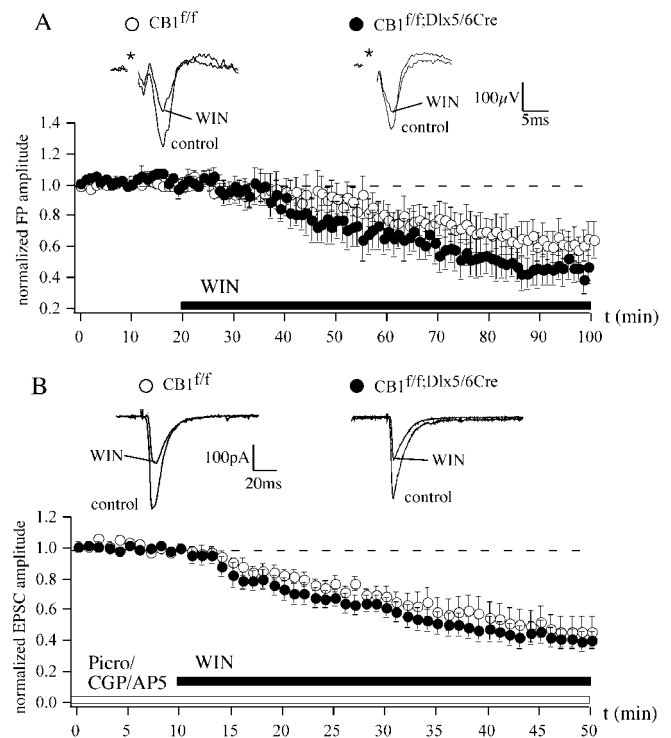 A
CB1f/f
CB1f/f;Dlx5/6Cre
*
*
WIN
WIN
100µV
5ms
control
control
normalized FP amplitude
1.4
1.2
1.0
0.8
0.6
0.4
0.2
WIN
0 10 20 30 40 50 60 70 80 90 100
t (min)
B
CB1f/f
CB1f/f;Dlx5/6Cre
WIN
WIN
100pA
20ms
control
control
normalized EPSC amplitude
1.2
1.0
0.8
0.6
0.4
0.2
0.0
Picro/
CGP/AP5
WIN
0 5 10 15 20 25 30 35 40 45 50
t (min)